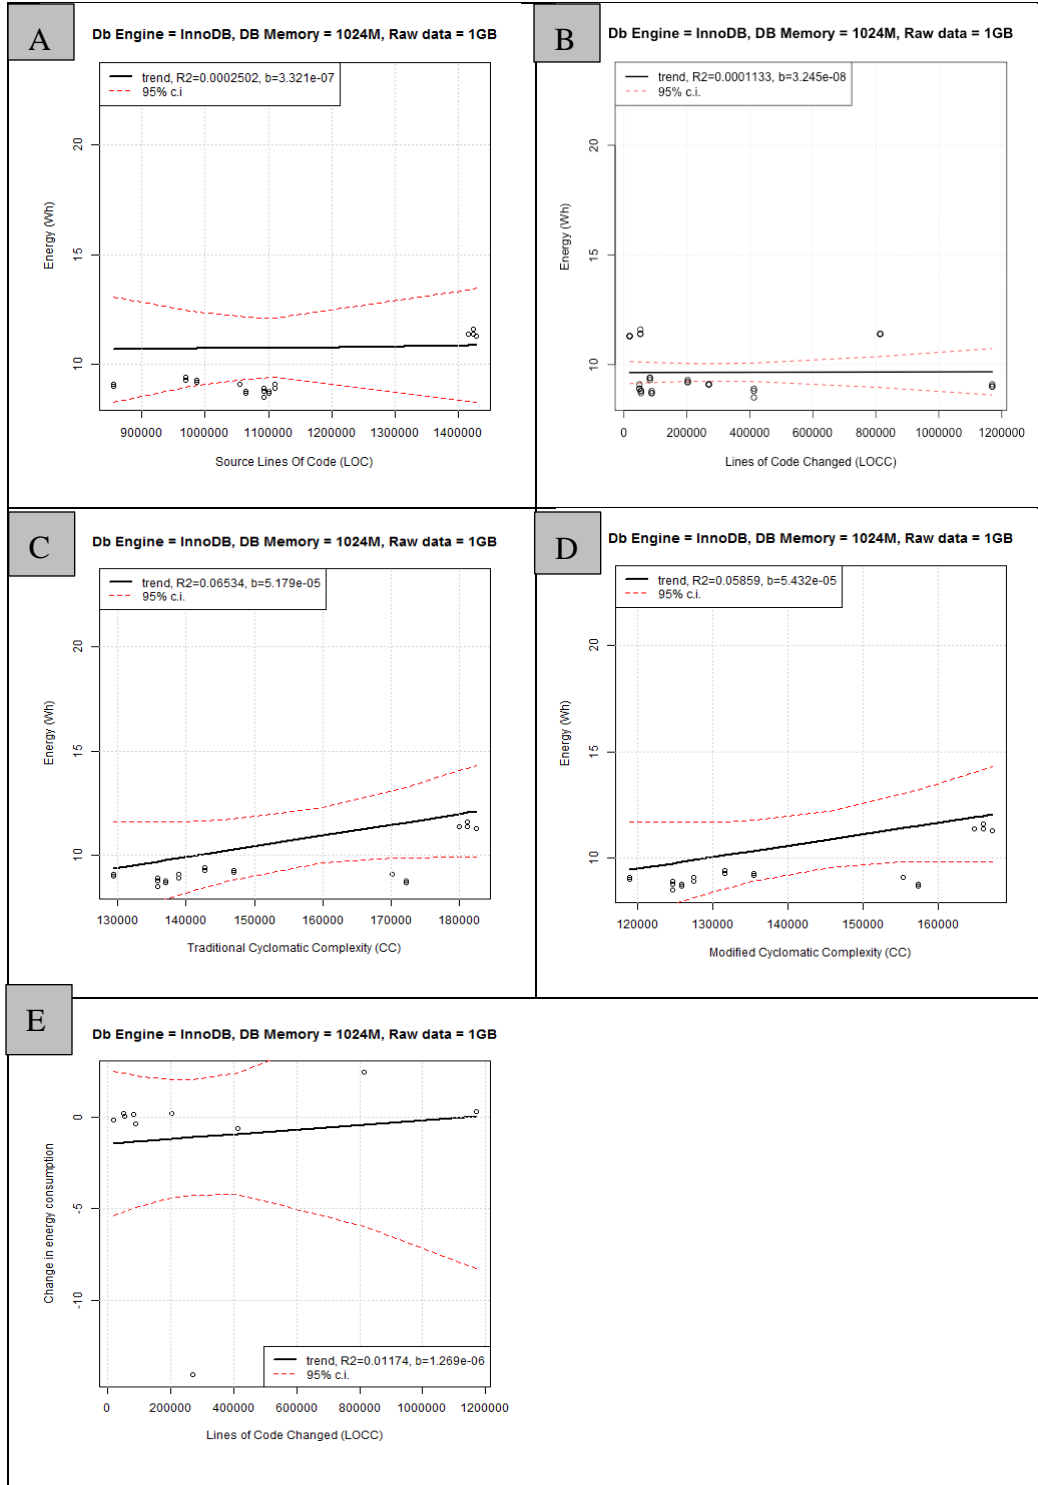 A
Db Engine = InnoDB, DB Memory = 1024M, Raw data = 1GB
trend, R2=0.0002502, b=3.321e-07
95% c.i
Energy (Wh)
20
15
10
900000 1000000 1100000 1200000 1300000 1400000
Source Lines Of Code (LOC)
B
Db Engine = InnoDB, DB Memory = 1024M, Raw data = 1GB
trend, R2=0.0001133, b=3.245e-08
95% c.i.
Energy (Wh)
20
15
10
0 200000 400000 600000 800000 1000000 1200000
Lines of Code Changed (LOCC)
C
Db Engine = InnoDB, DB Memory = 1024M, Raw data = 1GB
trend, R2=0.06534, b=5.179e-05
95% c.i.
Energy (Wh)
20
15
10
130000 140000 150000 160000 170000 180000
Traditional Cyclomatic Complexity (CC)
D
Db Engine = InnoDB, DB Memory = 1024M, Raw data = 1GB
trend, R2=0.05859, b=5.432e-05
95% c.i.
Energy (Wh)
20
15
10
120000 130000 140000 150000 160000
Modified Cyclomatic Complexity (CC)
E
Db Engine = InnoDB, DB Memory = 1024M, Raw data = 1GB
Change in energy consumption
0
-5
-10
trend, R2=0.01174, b=1.269e-06
95% c.i.
0 200000 400000 600000 800000 1000000 1200000
Lines of Code Changed (LOCC)